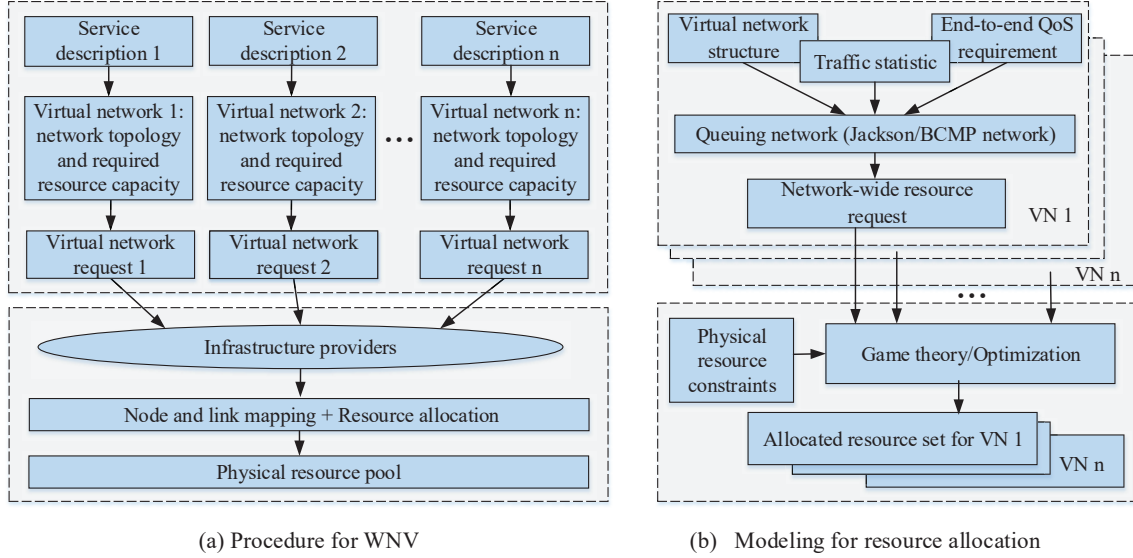 Service
description 1
Service
description 2
Service
description n
Virtual network 1:
network topology
and required
resource capacity
Virtual network 2:
network topology
and required
resource capacity
...
Virtual network n:
network topology
and required
resource capacity
Virtual network
request 1
Virtual network
request 2
Virtual network
request n
Infrastructure providers
Node and link mapping + Resource allocation
Physical resource pool
(a) Procedure for WNV
Virtual network
structure
Traffic statistic
End-to-end QoS
requirement
Queuing network (Jackson/BCMP network)
Network-wide resource
request
VN 1
VN n
...
Physical
resource
constraints
Game theory/Optimization
Allocated resource set for VN 1
VN n
(b) Modeling for resource allocation